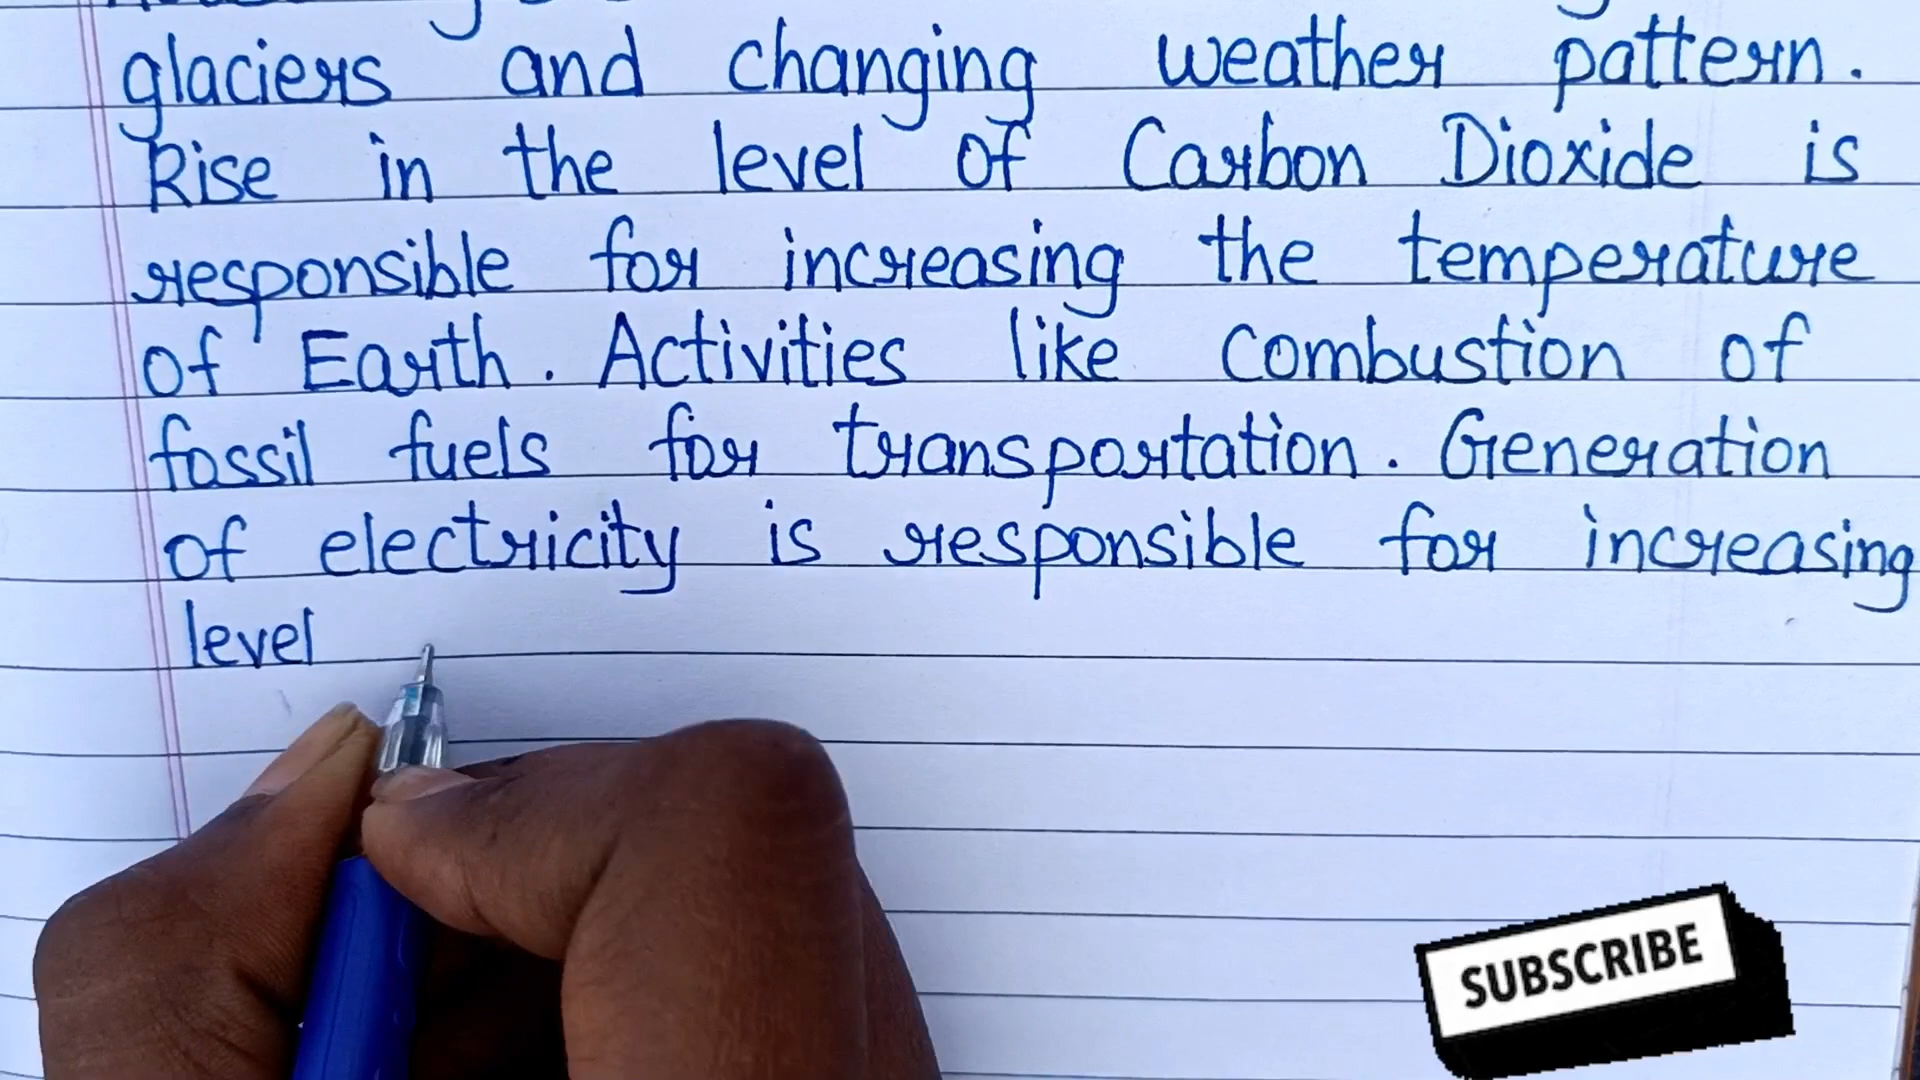 glaciers and changing weather pattern.
Rise in the level of Carbon Dioxide is
responsible for increasing the temperature
of Earth. Activities like combustion of
fossil fuels for transportation. Generation
of electricity is responsible for increasing
level
SUBSCRIBE